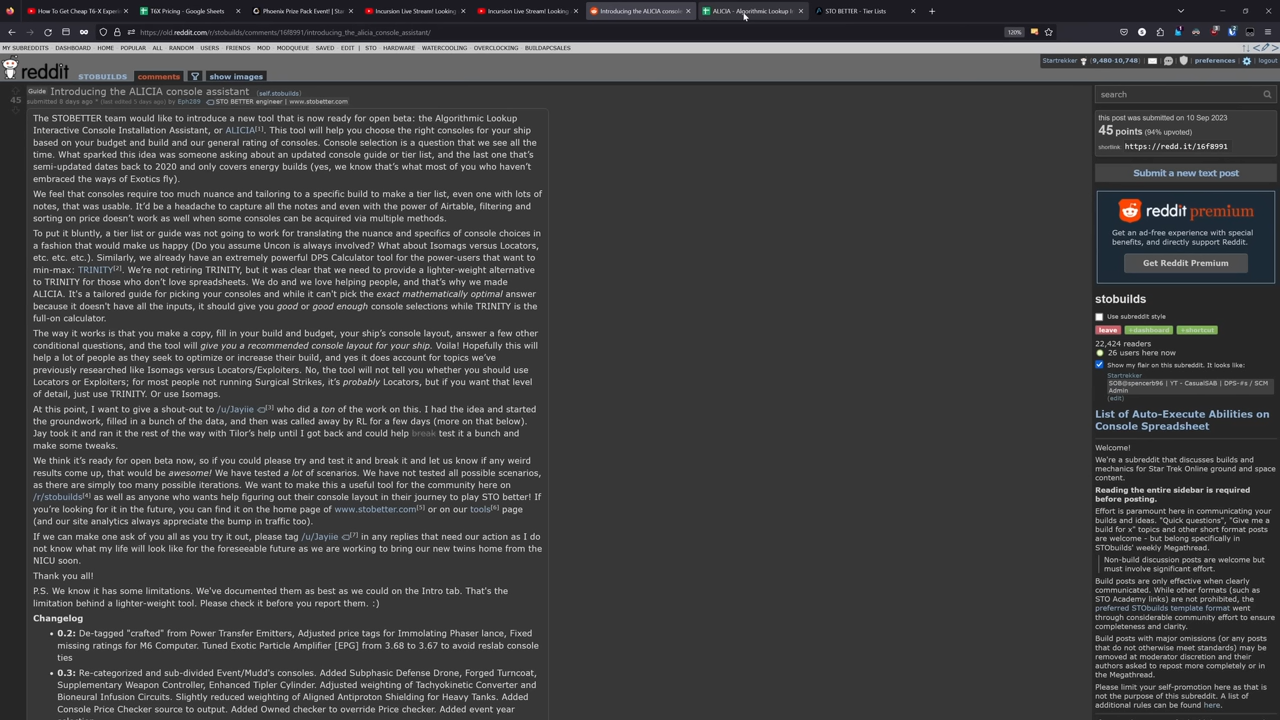 How To Get Cheap T6-X Experi
T6X Pricing - Google Sheets
Phoenix Prize Pack Event! | Star
Incursion Live Stream! Looking
Incursion Live Stream! Looking
Introducing the ALICIA consol
ALICIA - Algorithmic Lookup In
STO BETTER - Tier Lists
https://old.reddit.com/r/stobuilds/comments/16f8991/introducing_the_alicia_console_assistant/
120%
MY SUBREDDITS DASHBOARD HOME POPULAR ALL RANDOM USERS FRIENDS MOD MODQUEUE SAVED EDIT | STO HARDWARE WATERCOOLING OVERCLOCKING BUILDAPCSALES
reddit STOBUILDS comments show images
Startrekker (9,480·10,748) preferences logout
45
Guide Introducing the ALICIA console assistant (self.stobuilds)
submitted 8 days ago * (last edited 5 days ago) by Eph289 STO BETTER engineer | www.stobetter.com
The STOBETTER team would like to introduce a new tool that is now ready for open beta: the Algorithmic Lookup
Interactive Console Installation Assistant, or ALICIA[1]. This tool will help you choose the right consoles for your ship
based on your budget and build and our general rating of consoles. Console selection is a question that we see all the
time. What sparked this idea was someone asking about an updated console guide or tier list, and the last one that's
semi-updated dates back to 2020 and only covers energy builds (yes, we know that's what most of you who haven't
embraced the ways of Exotics fly).
We feel that consoles require too much nuance and tailoring to a specific build to make a tier list, even one with lots of
notes, that was usable. It'd be a headache to capture all the notes and even with the power of Airtable, filtering and
sorting on price doesn't work as well when some consoles can be acquired via multiple methods.
To put it bluntly, a tier list or guide was not going to work for translating the nuance and specifics of console choices in
a fashion that would make us happy (Do you assume Uncon is always involved? What about Isomags versus Locators,
etc. etc. etc.). Similarly, we already have an extremely powerful DPS Calculator tool for the power-users that want to
min-max: TRINITY[2]. We're not retiring TRINITY, but it was clear that we need to provide a lighter-weight alternative
to TRINITY for those who don't love spreadsheets. We do and we love helping people, and that's why we made
ALICIA. It's a tailored guide for picking your consoles and while it can't pick the exact mathematically optimal answer
because it doesn't have all the inputs, it should give you good or good enough console selections while TRINITY is the
full-on calculator.
The way it works is that you make a copy, fill in your build and budget, your ship's console layout, answer a few other
conditional questions, and the tool will give you a recommended console layout for your ship. Voila! Hopefully this will
help a lot of people as they seek to optimize or increase their build, and yes it does account for topics we've
previously researched like Isomags versus Locators/Exploiters. No, the tool will not tell you whether you should use
Locators or Exploiters; for most people not running Surgical Strikes, it's probably Locators, but if you want that level
of detail, just use TRINITY. Or use Isomags.
At this point, I want to give a shout-out to /u/Jayiie [3] who did a ton of the work on this. I had the idea and started
the groundwork, filled in a bunch of the data, and then was called away by RL for a few days (more on that below).
Jay took it and ran it the rest of the way with Tilor's help until I got back and could help break test it a bunch and
make some tweaks.
We think it's ready for open beta now, so if you could please try and test it and break it and let us know if any weird
results come up, that would be awesome! We have tested a lot of scenarios. We have not tested all possible scenarios,
as there are simply too many possible iterations. We want to make this a useful tool for the community here on
/r/stobuilds[4] as well as anyone who wants help figuring out their console layout in their journey to play STO better! If
you're looking for it in the future, you can find it on the home page of www.stobetter.com[5] or on our tools[6] page
(and our site analytics always appreciate the bump in traffic too).
If we can make one ask of you all as you try it out, please tag /u/Jayiie [7] in any replies that need our action as I do
not know what my life will look like for the foreseeable future as we are working to bring our new twins home from the
NICU soon.
Thank you all!
P.S. We know it has some limitations. We've documented them as best as we could on the Intro tab. That's the
limitation behind a lighter-weight tool. Please check it before you report them. :)
Changelog
• 0.2: De-tagged "crafted" from Power Transfer Emitters, Adjusted price tags for Immolating Phaser lance, Fixed
missing ratings for M6 Computer. Tuned Exotic Particle Amplifier [EPG] from 3.68 to 3.67 to avoid reslab console
ties
• 0.3: Re-categorized and sub-divided Event/Mudd's consoles. Added Subphasic Defense Drone, Forged Turncoat,
Supplementary Weapon Controller, Enhanced Tipler Cylinder. Adjusted weighting of Tachyokinetic Converter and
Bioneural Infusion Circuits. Slightly reduced weighting of Aligned Antiproton Shielding for Heavy Tanks. Added
Console Price Checker source to output. Added Owned checker to override Price checker. Added event year
search
this post was submitted on 10 Sep 2023
45 points (94% upvoted)
shortlink: https://redd.it/16f8991
Submit a new text post
reddit premium
Get an ad-free experience with special
benefits, and directly support Reddit.
Get Reddit Premium
stobuilds
Use subreddit style
leave +dashboard +shortcut
22,424 readers
26 users here now
Show my flair on this subreddit. It looks like:
Startrekker
SOB@spencerb96 | YT - CasualSAB | DPS-#s / SCM
Admin
(edit)
List of Auto-Execute Abilities on
Console Spreadsheet
Welcome!
We're a subreddit that discusses builds and
mechanics for Star Trek Online ground and space
content.
Reading the entire sidebar is required
before posting.
Effort is paramount here in communicating your
builds and ideas. "Quick questions", "Give me a
build for x" topics and other short format posts
are welcome - but belong specifically in
STObuilds' weekly Megathread.
Non-build discussion posts are welcome but
must involve significant effort.
Build posts are only effective when clearly
communicated. While other formats (such as
STO Academy links) are not prohibited, the
preferred STObuilds template format went
through considerable community effort to ensure
completeness and clarity.
Build posts with major omissions (or any posts
that do not otherwise meet standards) may be
removed at moderator discretion and their
authors asked to repost more completely or in
the Megathread.
Please limit your self-promotion here as that is
not the purpose of this subreddit. A list of
additional rules can be found here.